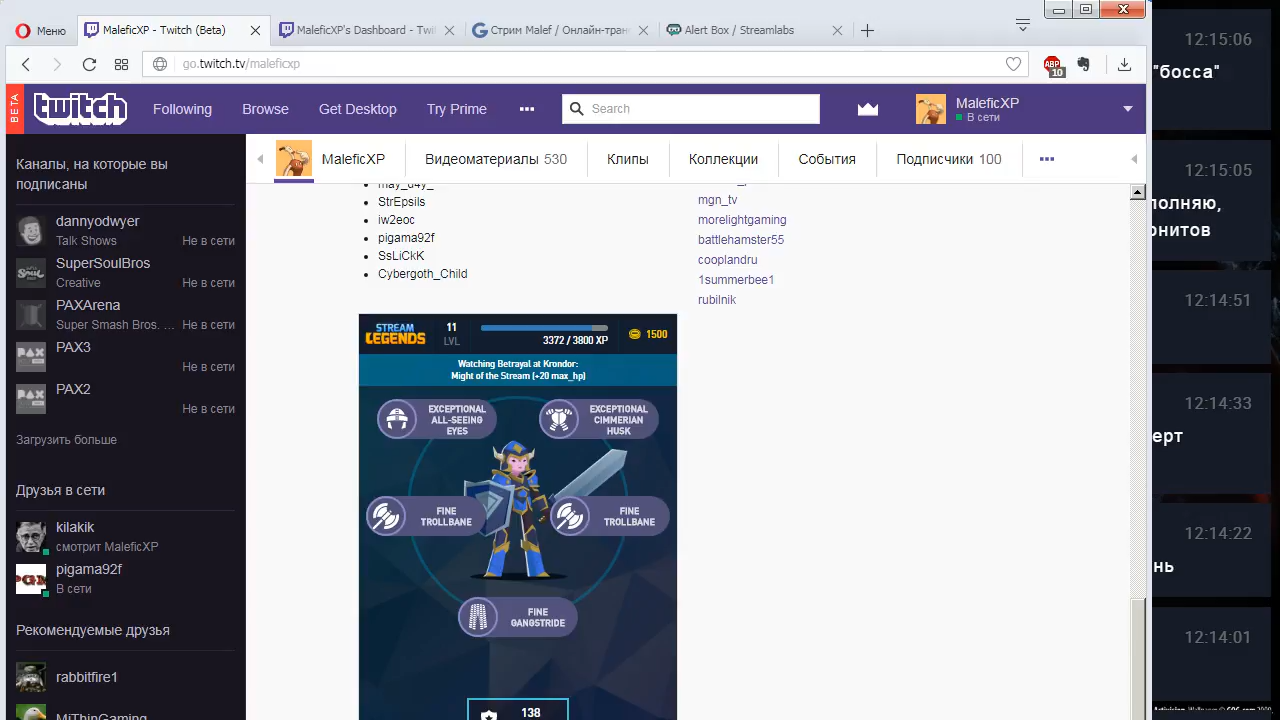 Меню
MaleficXP - Twitch (Beta)
MaleficXP's Dashboard - Twi
Стрим Malef / Онлайн-тран
Alert Box / Streamlabs
go.twitch.tv/maleficxp
ABP
10
BETA
twitch
Following
Browse
Get Desktop
Try Prime
Search
MaleficXP
В сети
MaleficXP
Видеоматериалы 530
Клипы
Коллекции
События
Подписчики 100
Каналы, на которые вы
подписаны
dannyodwyer
Talk Shows
Не в сети
SuperSoulBros
Creative
Не в сети
PAXArena
Super Smash Bros. ...
Не в сети
PAX3
Не в сети
PAX2
Не в сети
Загрузить больше
Друзья в сети
kilakik
смотрит MaleficXP
pigama92f
В сети
Рекомендуемые друзья
rabbitfire1
MiThinGaming
may_d4y_
StrEpsils
iw2eoc
pigama92f
SsLiCkK
Cybergoth_Child
mgn_tv
morelightgaming
battlehamster55
cooplandru
1summerbee1
rubilnik
STREAM
LEGENDS
11
LVL
3372 / 3800 XP
1500
Watching Betrayal at Krondor:
Might of the Stream (+20 max_hp)
EXCEPTIONAL
ALL-SEEING
EYES
EXCEPTIONAL
CIMMERIAN
HUSK
FINE
TROLLBANE
FINE
TROLLBANE
FINE
GANGSTRIDE
138
12:15:06
"босса"
12:15:05
полняю,
онитов
12:14:51
12:14:33
ерт
12:14:22
нь
12:14:01